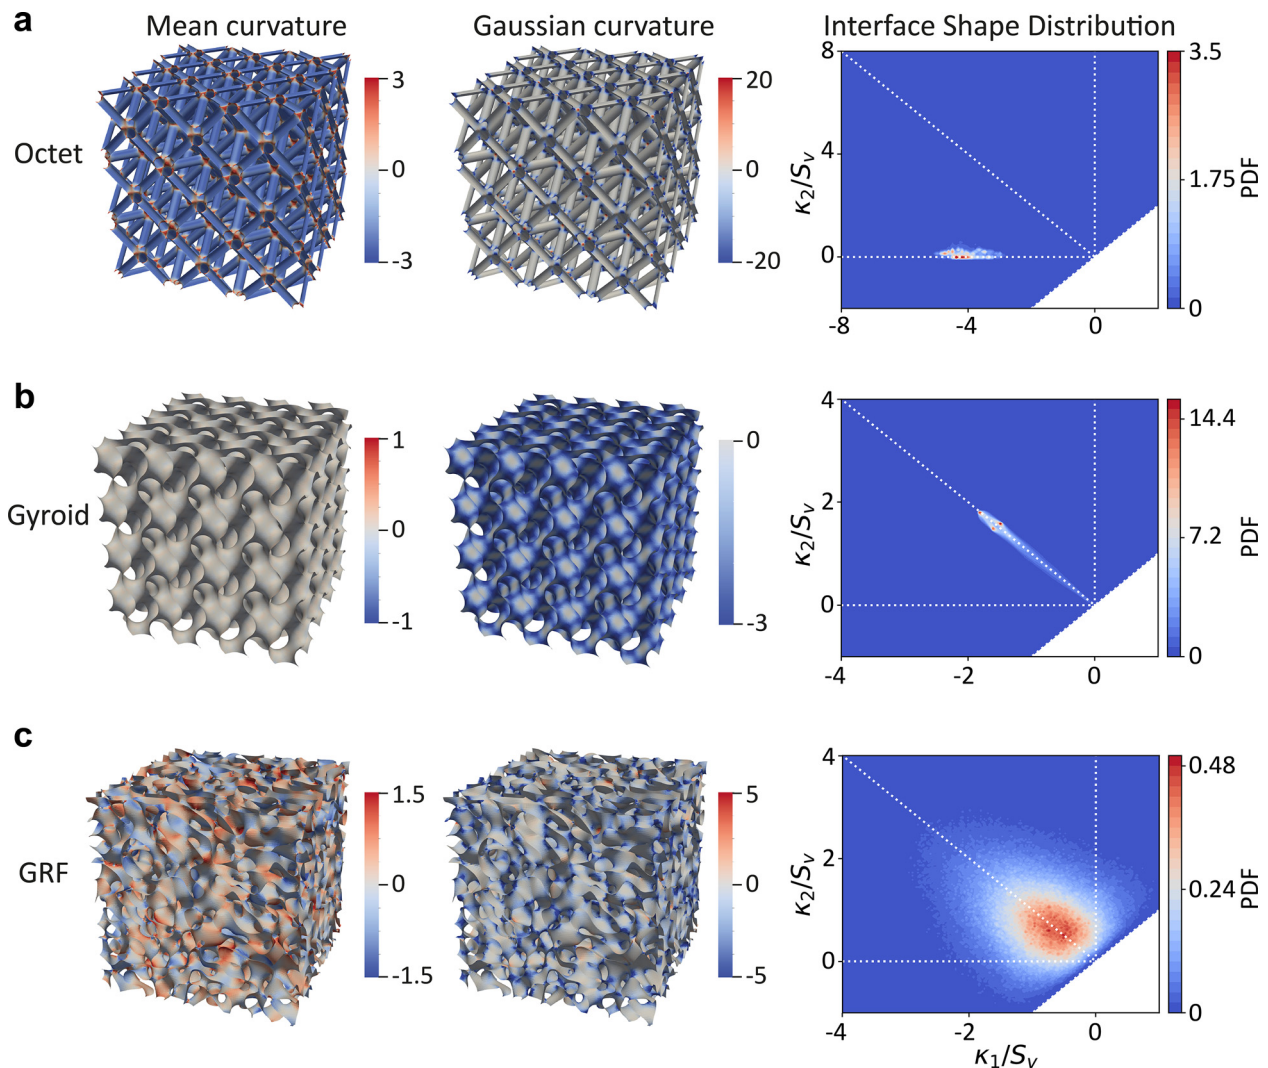 a
Mean curvature
Gaussian curvature
Interface Shape Distribution
Octet
3
0
-3
20
0
-20
κ₂/Sᵥ
8
4
0
-8
-4
0
3.5
1.75
0
PDF
b
Gyroid
1
0
-1
0
-3
κ₂/Sᵥ
4
2
0
-4
-2
0
14.4
7.2
0
PDF
c
GRF
1.5
0
-1.5
5
0
-5
κ₂/Sᵥ
4
2
0
-4
-2
0
κ₁/Sᵥ
0.48
0.24
0
PDF